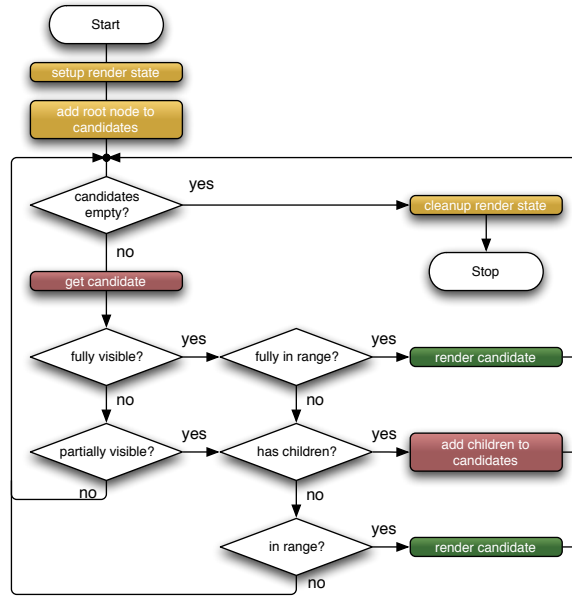 Start
setup render state
add root node to
candidates
candidates
empty?
yes
cleanup render state
no
Stop
get candidate
fully visible?
yes
fully in range?
yes
render candidate
no
no
partially visible?
yes
has children?
yes
add children to
candidates
no
no
in range?
yes
render candidate
no